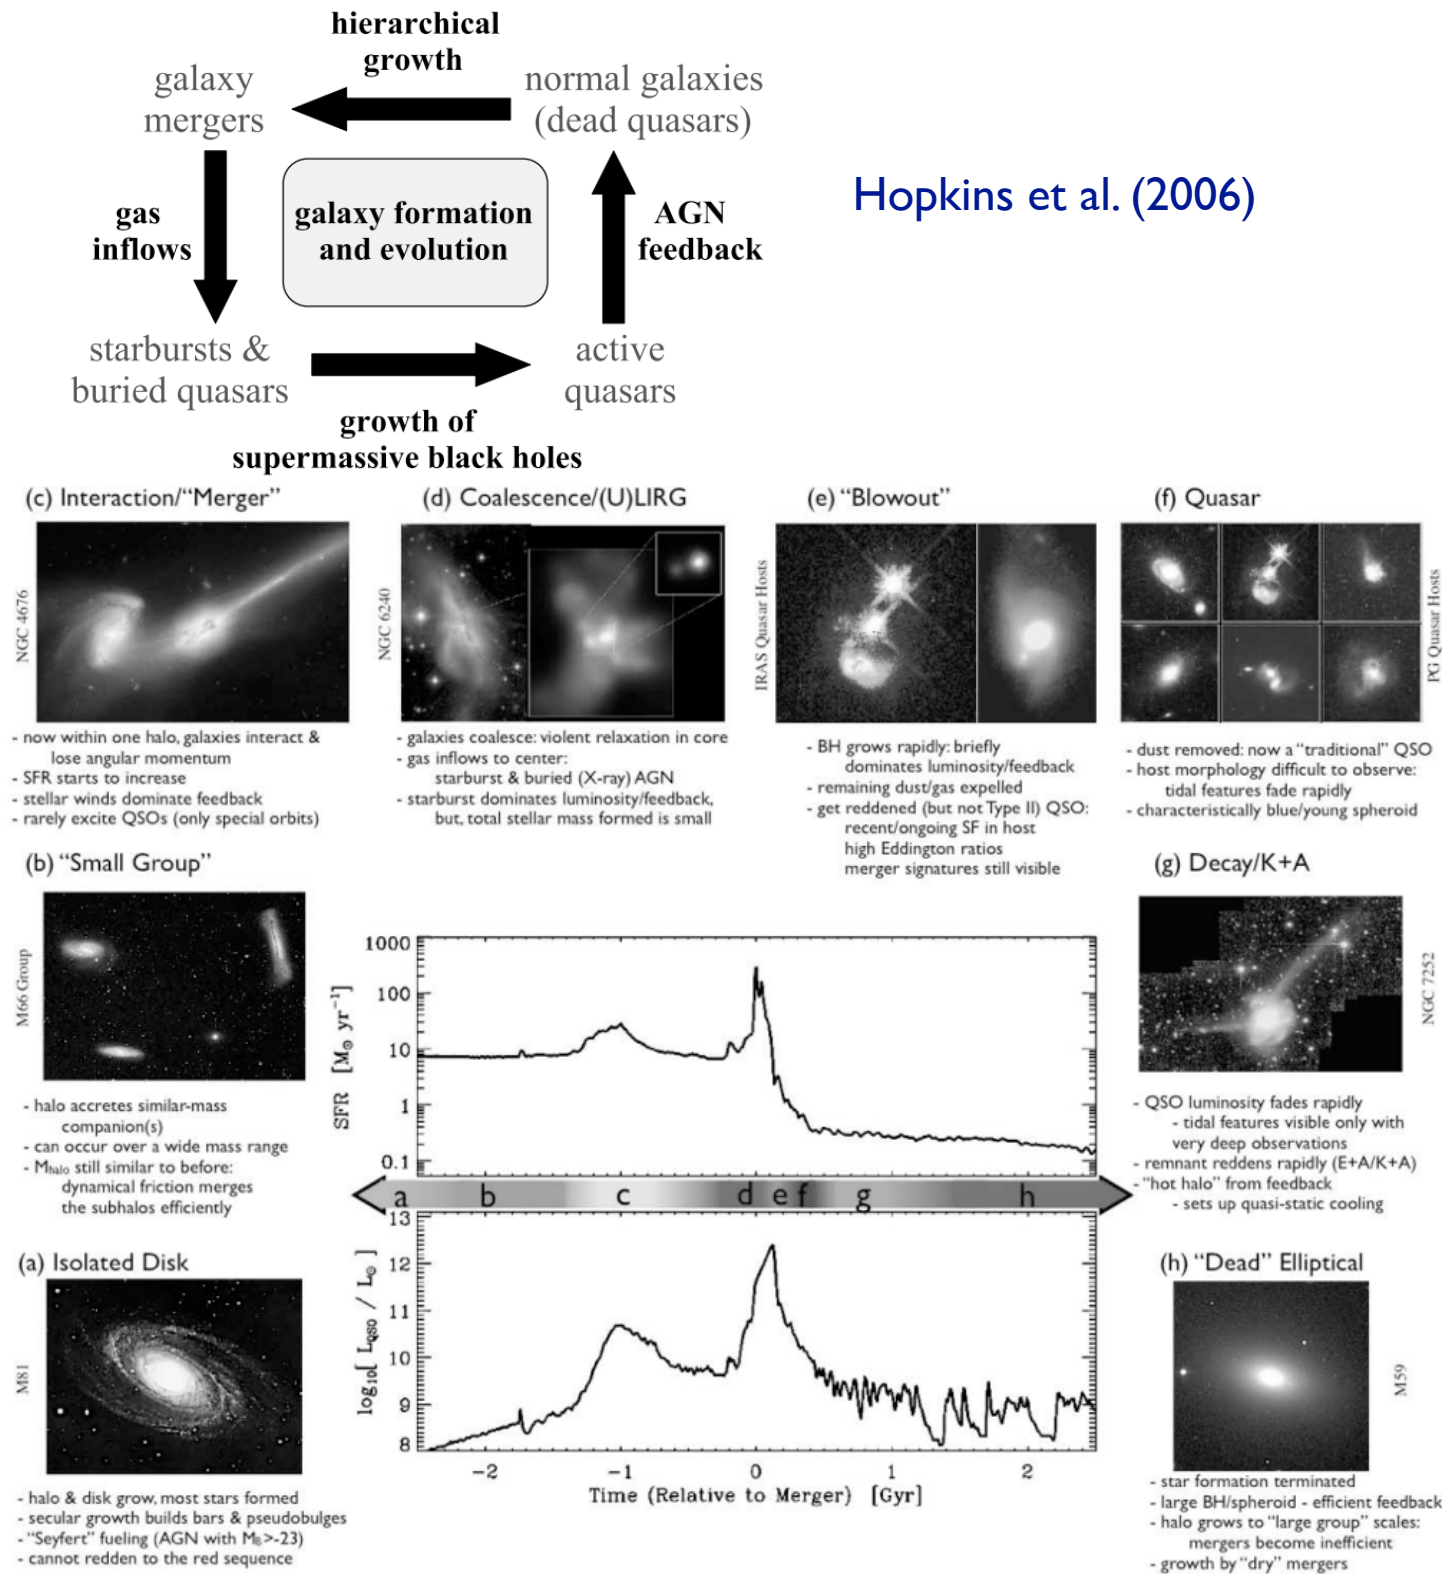 hierarchical
growth
galaxy
mergers
normal galaxies
(dead quasars)
gas
inflows
galaxy formation
and evolution
AGN
feedback
starbursts &
buried quasars
active
quasars
growth of
supermassive black holes
Hopkins et al. (2006)
(c) Interaction/“Merger”
NGC 4676
- now within one halo, galaxies interact &
lose angular momentum
- SFR starts to increase
- stellar winds dominate feedback
- rarely excite QSOs (only special orbits)
(d) Coalescence/(U)LIRG
NGC 6240
- galaxies coalesce: violent relaxation in core
- gas inflows to center:
starburst & buried (X-ray) AGN
- starburst dominates luminosity/feedback,
but, total stellar mass formed is small
(e) “Blowout”
IRAS Quasar Hosts
- BH grows rapidly: briefly
dominates luminosity/feedback
- remaining dust/gas expelled
- get reddened (but not Type II) QSO:
recent/ongoing SF in host
high Eddington ratios
merger signatures still visible
(f) Quasar
PG Quasar Hosts
- dust removed: now a “traditional” QSO
- host morphology difficult to observe:
tidal features fade rapidly
- characteristically blue/young spheroid
(b) “Small Group”
M66 Group
- halo accretes similar-mass
companion(s)
- can occur over a wide mass range
- Mhalo still similar to before:
dynamical friction merges
the subhalos efficiently
(g) Decay/K+A
NGC 7252
- QSO luminosity fades rapidly
- tidal features visible only with
very deep observations
- remnant reddens rapidly (E+A/K+A)
- “hot halo” from feedback
- sets up quasi-static cooling
(a) Isolated Disk
M81
- halo & disk grow, most stars formed
- secular growth builds bars & pseudobulges
- “Seyfert” fueling (AGN with MB>-23)
- cannot redden to the red sequence
(h) “Dead” Elliptical
M59
- star formation terminated
- large BH/spheroid - efficient feedback
- halo grows to “large group” scales:
mergers become inefficient
- growth by “dry” mergers
SFR [M⊙ yr⁻¹]
1000
100
10
1
0.1
a b c d e f g h
log₁₀[ L_QSO / L⊙ ]
13
12
11
10
9
8
-2 -1 0 1 2
Time (Relative to Merger) [Gyr]